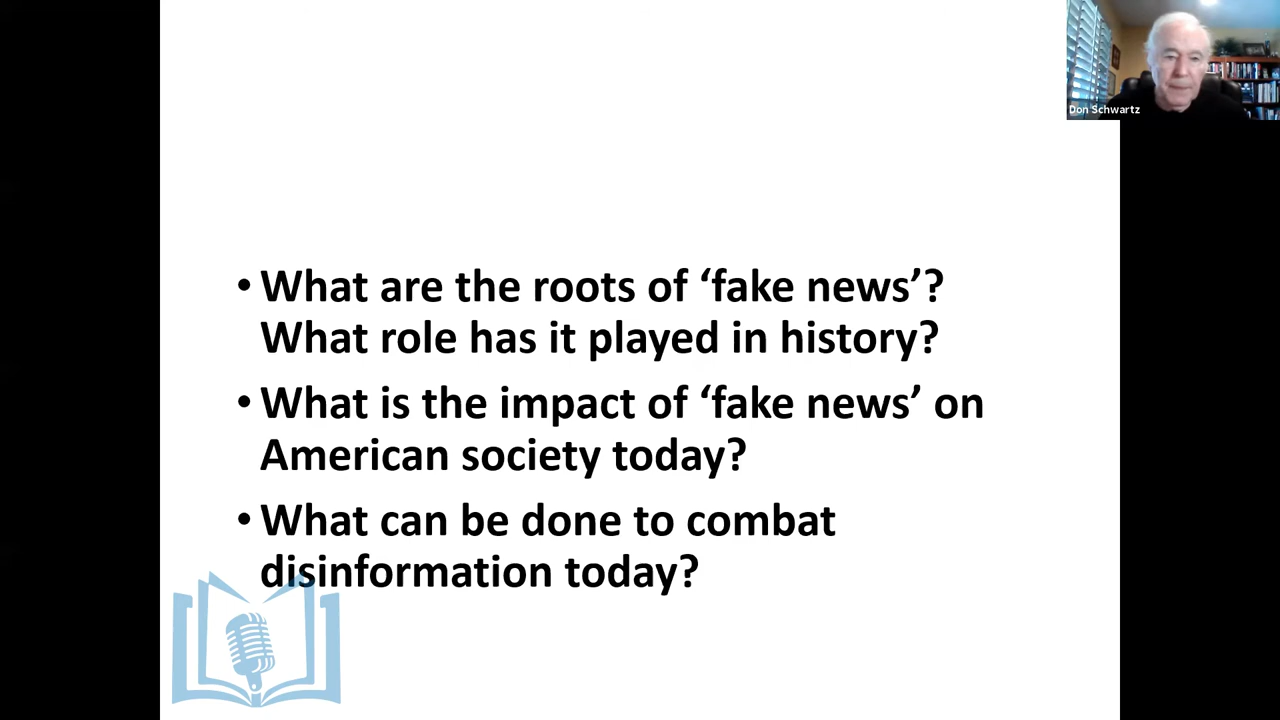 Don Schwartz
• What are the roots of ‘fake news’?
What role has it played in history?
• What is the impact of ‘fake news’ on
American society today?
• What can be done to combat
disinformation today?